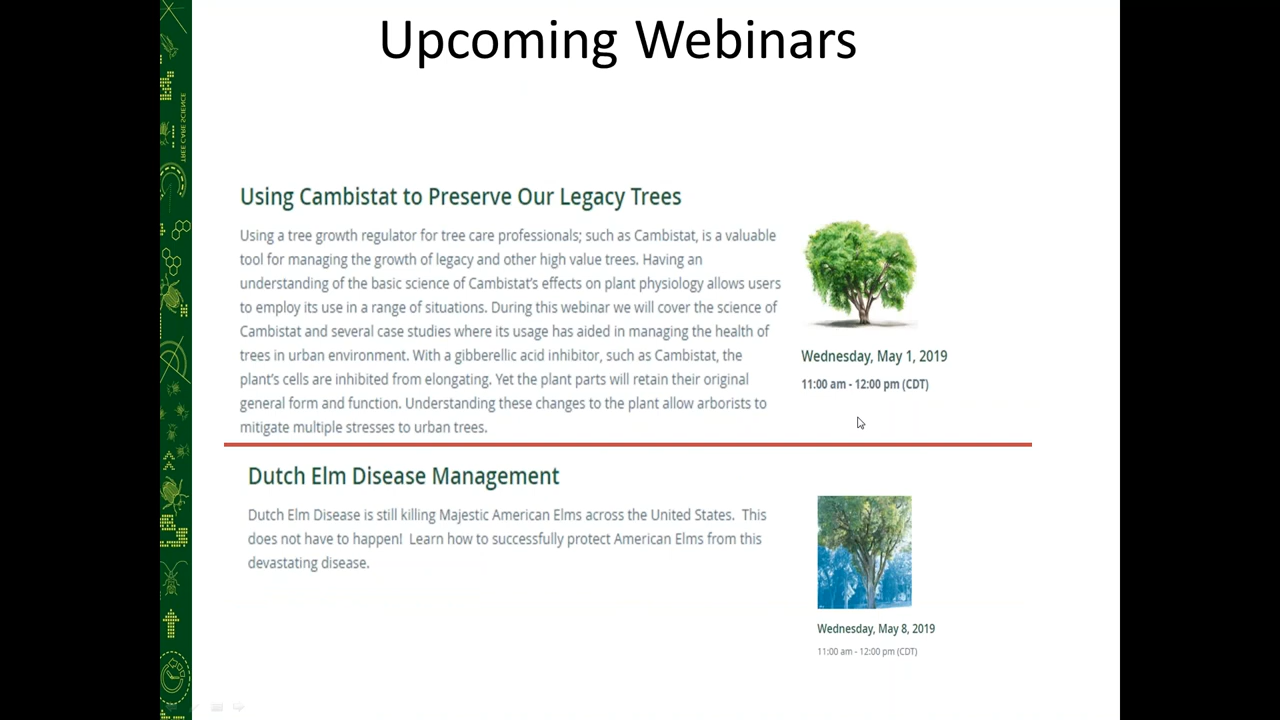 Upcoming Webinars
TREE CARE SCIENCE
Using Cambistat to Preserve Our Legacy Trees
Using a tree growth regulator for tree care professionals; such as Cambistat, is a valuable
tool for managing the growth of legacy and other high value trees. Having an
understanding of the basic science of Cambistat's effects on plant physiology allows users
to employ its use in a range of situations. During this webinar we will cover the science of
Cambistat and several case studies where its usage has aided in managing the health of
trees in urban environment. With a gibberellic acid inhibitor, such as Cambistat, the
plant's cells are inhibited from elongating. Yet the plant parts will retain their original
general form and function. Understanding these changes to the plant allow arborists to
mitigate multiple stresses to urban trees.
Wednesday, May 1, 2019
11:00 am - 12:00 pm (CDT)
Dutch Elm Disease Management
Dutch Elm Disease is still killing Majestic American Elms across the United States.  This
does not have to happen!  Learn how to successfully protect American Elms from this
devastating disease.
Wednesday, May 8, 2019
11:00 am - 12:00 pm (CDT)